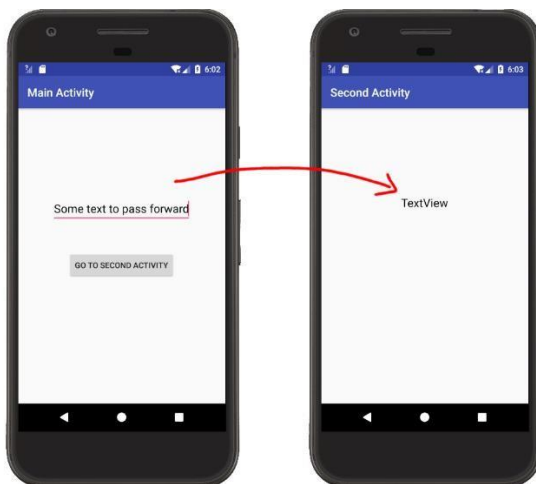 6:02
Main Activity
Some text to pass forward
GO TO SECOND ACTIVITY
6:03
Second Activity
TextView